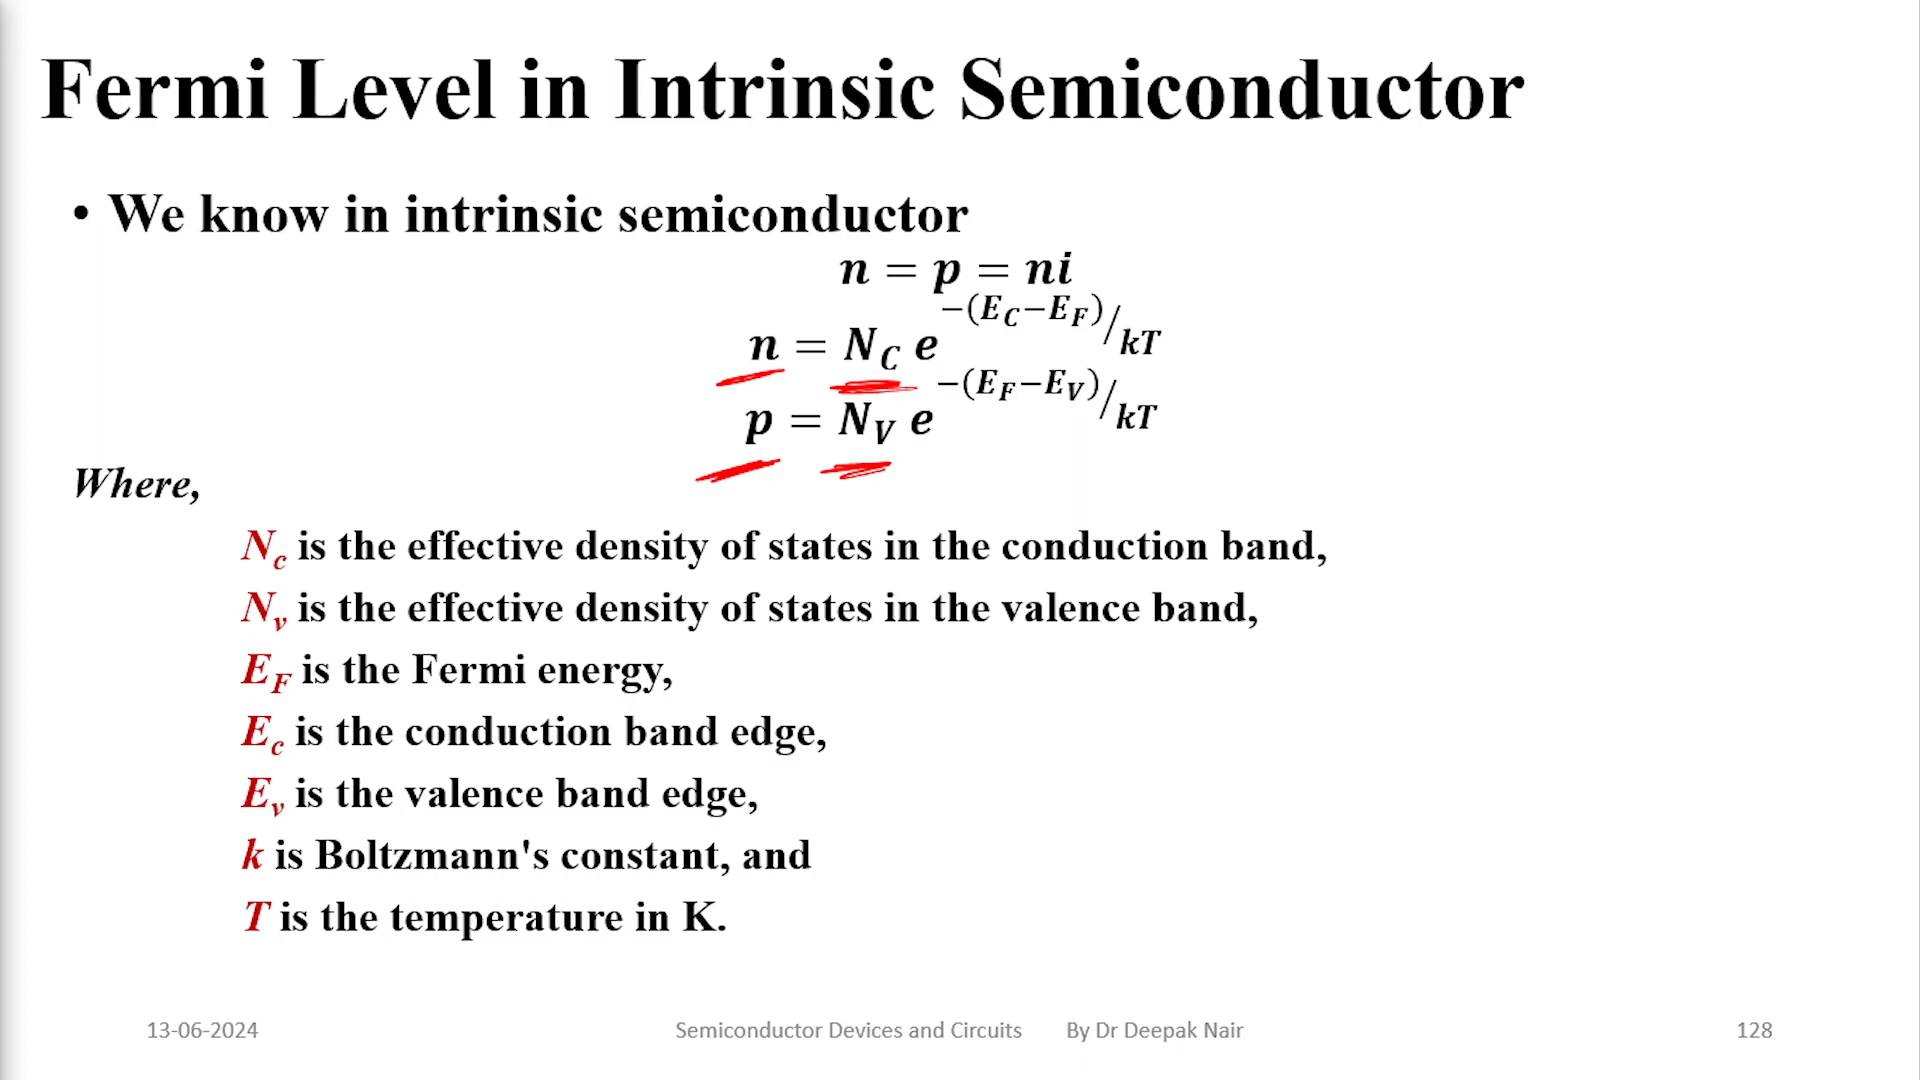 Fermi Level in Intrinsic Semiconductor
• We know in intrinsic semiconductor
n = p = ni
n = N_C e^{-(E_C-E_F)/kT}
p = N_V e^{-(E_F-E_V)/kT}
Where,
N_c is the effective density of states in the conduction band,
N_v is the effective density of states in the valence band,
E_F is the Fermi energy,
E_c is the conduction band edge,
E_v is the valence band edge,
k is Boltzmann's constant, and
T is the temperature in K.
13-06-2024 Semiconductor Devices and Circuits By Dr Deepak Nair 128